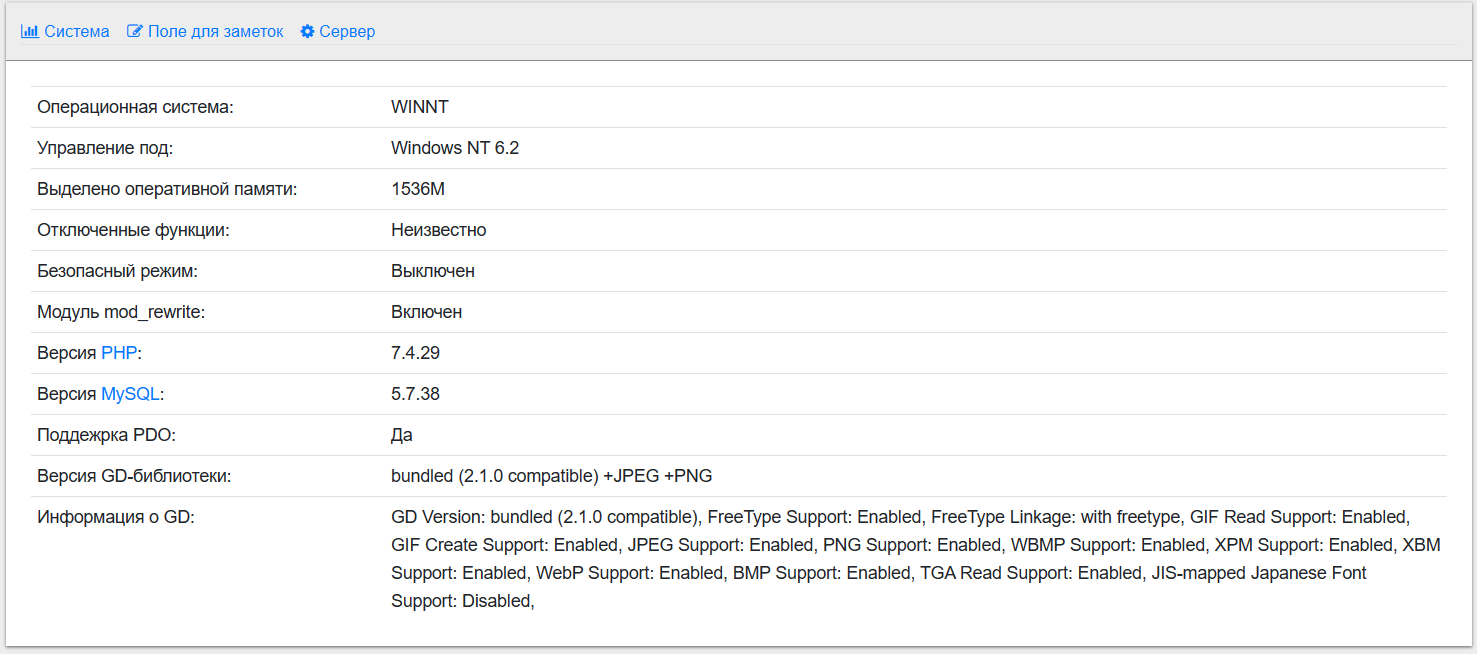 Система Поле для заметок Сервер
Операционная система: WINNT
Управление под: Windows NT 6.2
Выделено оперативной памяти: 1536M
Отключенные функции: Неизвестно
Безопасный режим: Выключен
Модуль mod_rewrite: Включен
Версия PHP: 7.4.29
Версия MySQL: 5.7.38
Поддежрка PDO: Да
Версия GD-библиотеки: bundled (2.1.0 compatible) +JPEG +PNG
Информация о GD: GD Version: bundled (2.1.0 compatible), FreeType Support: Enabled, FreeType Linkage: with freetype, GIF Read Support: Enabled,
GIF Create Support: Enabled, JPEG Support: Enabled, PNG Support: Enabled, WBMP Support: Enabled, XPM Support: Enabled, XBM
Support: Enabled, WebP Support: Enabled, BMP Support: Enabled, TGA Read Support: Enabled, JIS-mapped Japanese Font
Support: Disabled,